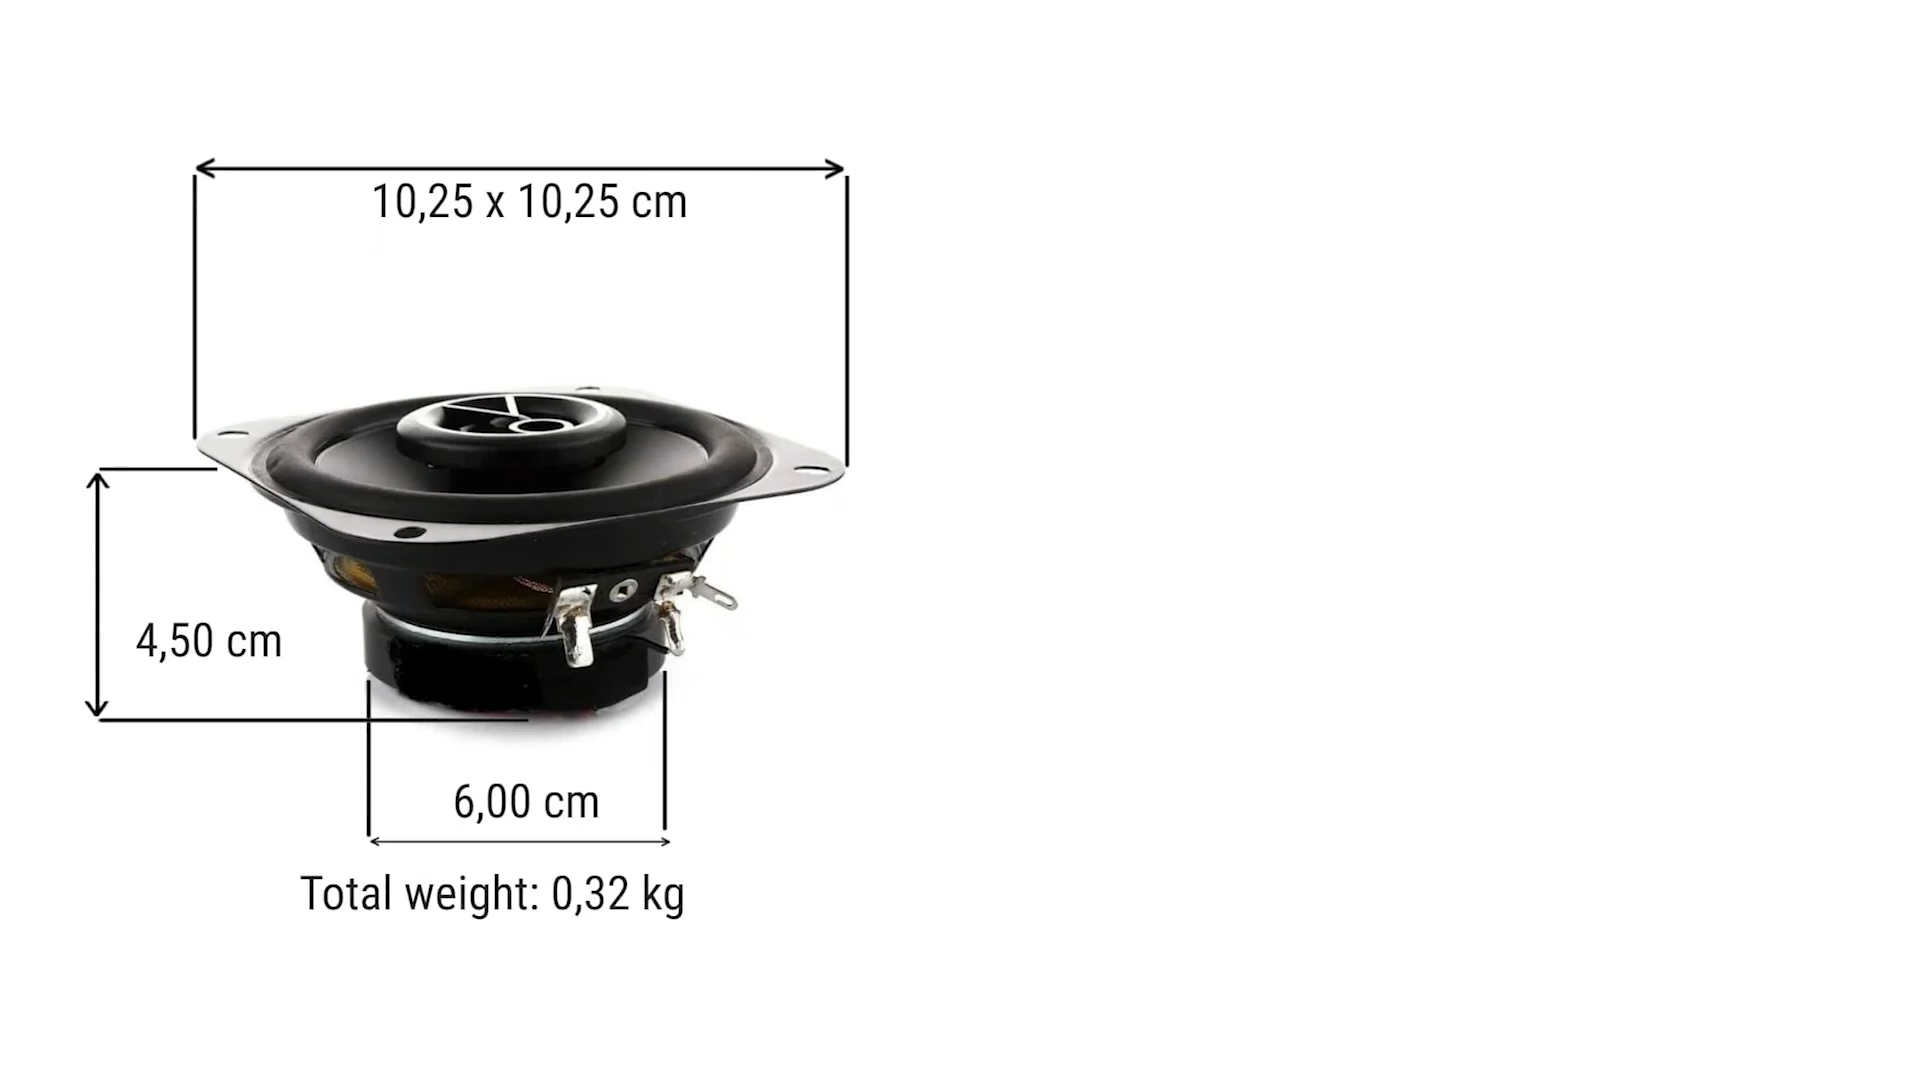 10,25 x 10,25 cm
4,50 cm
6,00 cm
Total weight: 0,32 kg